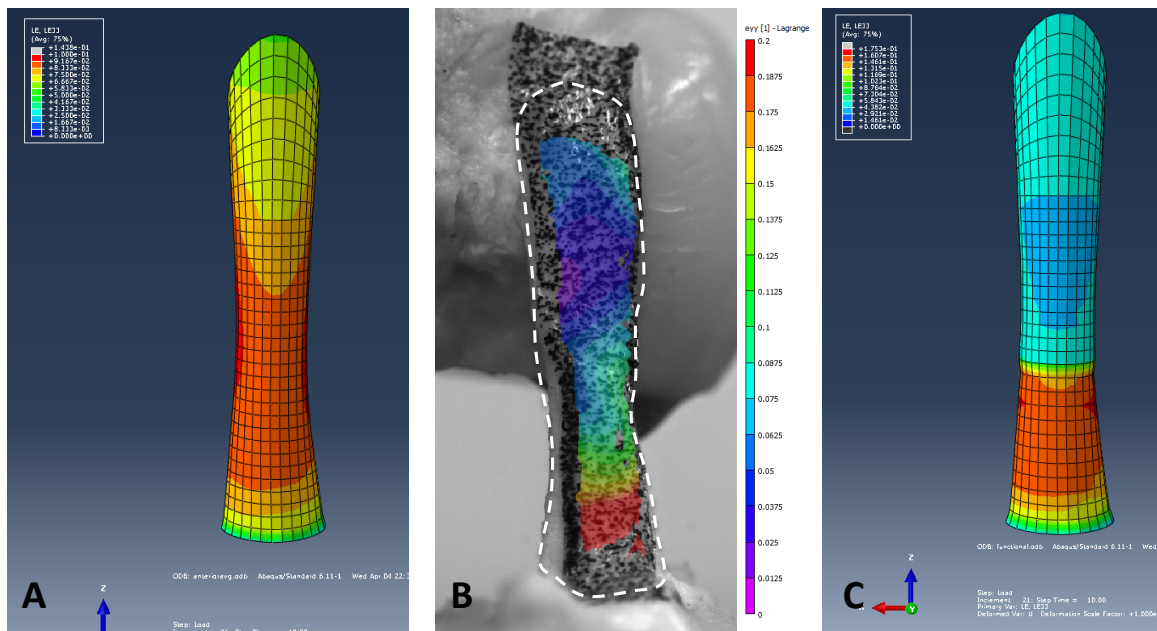 LE, LE33
(Avg: 75%)
+1.438e-01
+1.000e-01
+9.167e-02
+8.333e-02
+7.500e-02
+6.667e-02
+5.833e-02
+5.000e-02
+4.167e-02
+3.333e-02
+2.500e-02
+1.667e-02
+8.333e-03
+0.000e+00
Abaqus/Standard 6.11-1 Wed Apr 04 22:
Z
Step: Load
A
eyy [1] - Lagrange
0.2
0.1875
0.175
0.1625
0.15
0.1375
0.125
0.1125
0.1
0.0875
0.075
0.0625
0.05
0.0375
0.025
0.0125
0
B
LE, LE33
(Avg: 75%)
+1.753e-01
+1.607e-01
+1.461e-01
+1.315e-01
+1.169e-01
+1.023e-01
+8.764e-02
+7.304e-02
+5.843e-02
+4.382e-02
+2.921e-02
+1.461e-02
+0.000e+00
ODB: functional.odb Abaqus/Standard 6.11-1 Wed
Z
Y
Step: Load
Increment 21: Step Time = 10.00
Primary Var: LE, LE33
Deformed Var: U Deformation Scale Factor: +1.000e
C